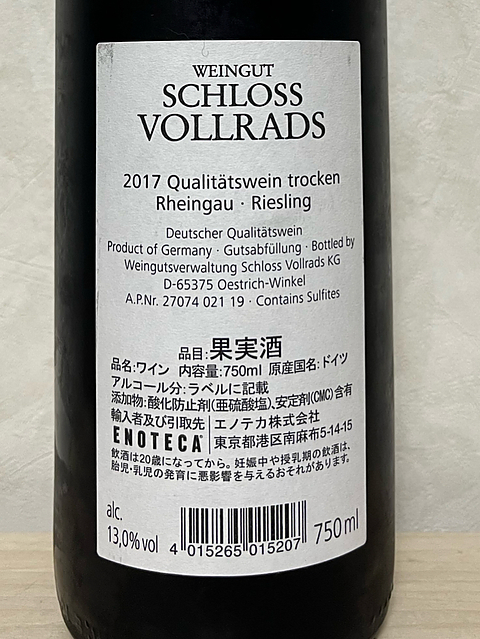 WEINGUT
SCHLOSS
VOLLRADS
2017 Qualitätswein trocken
Rheingau · Riesling
Deutscher Qualitätswein
Product of Germany · Gutsabfüllung · Bottled by
Weingutsverwaltung Schloss Vollrads KG
D-65375 Oestrich-Winkel
A.P.Nr. 27074 021 19 · Contains Sulfites
品目:果実酒
品名:ワイン 内容量:750ml 原産国名:ドイツ
アルコール分:ラベルに記載
添加物:酸化防止剤(亜硫酸塩)、安定剤(CMC)含有
輸入者及び引取先 エノテカ株式会社
ENOTECA 東京都港区南麻布5-14-15
飲酒は20歳になってから。妊娠中や授乳期の飲酒は、
胎児・乳児の発育に悪影響を与えるおそれがあります。
alc.
13,0% vol
4 015265 015207
750 ml